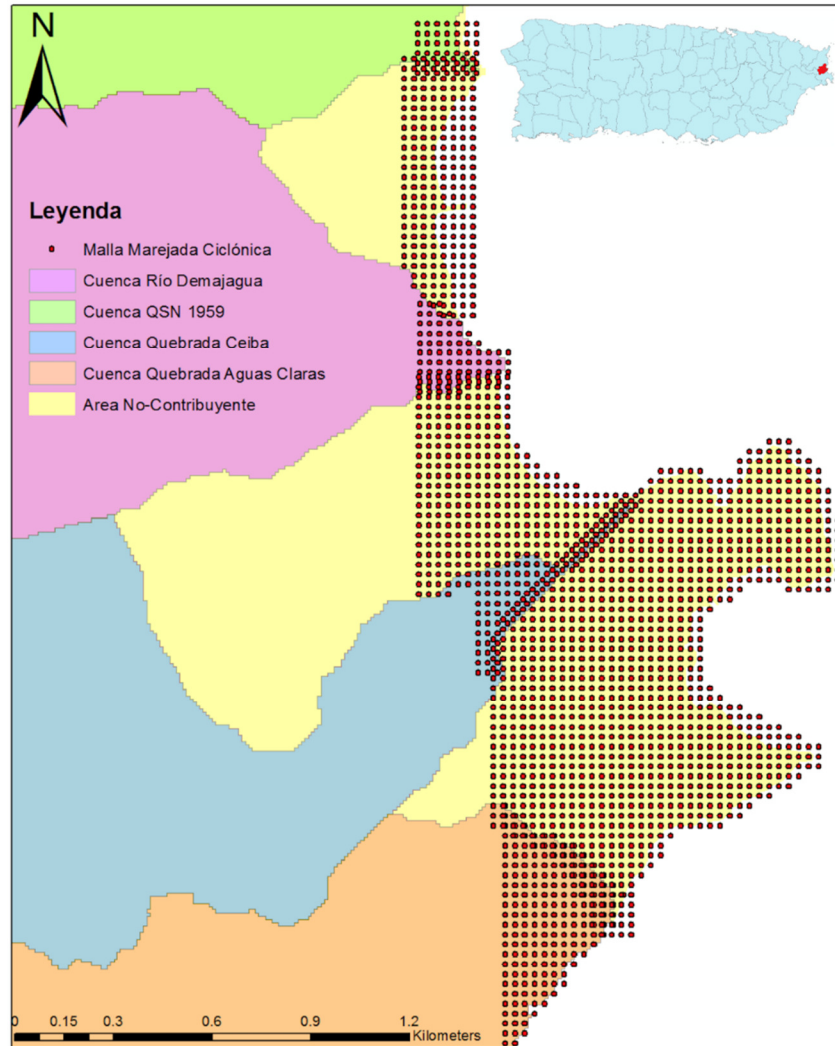 N
Leyenda
Malla Marejada Ciclónica
Cuenca Río Demajagua
Cuenca QSN 1959
Cuenca Quebrada Ceiba
Cuenca Quebrada Aguas Claras
Area No-Contribuyente
0 0.15 0.3 0.6 0.9 1.2
Kilometers